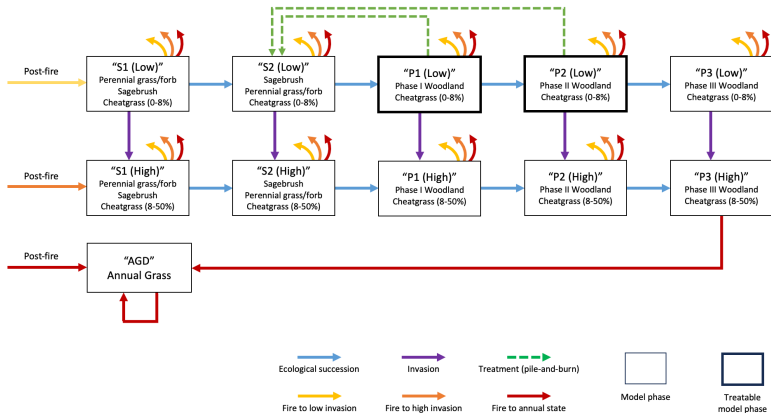 Post-fire
“S1 (Low)”
Perennial grass/forb
Sagebrush
Cheatgrass (0-8%)
“S2 (Low)”
Sagebrush
Perennial grass/forb
Cheatgrass (0-8%)
“P1 (Low)”
Phase I Woodland
Cheatgrass (0-8%)
“P2 (Low)”
Phase II Woodland
Cheatgrass (0-8%)
“P3 (Low)”
Phase III Woodland
Cheatgrass (0-8%)
Post-fire
“S1 (High)”
Perennial grass/forb
Sagebrush
Cheatgrass (8-50%)
“S2 (High)”
Sagebrush
Perennial grass/forb
Cheatgrass (8-50%)
“P1 (High)”
Phase I Woodland
Cheatgrass (8-50%)
“P2 (High)”
Phase II Woodland
Cheatgrass (8-50%)
“P3 (High)”
Phase III Woodland
Cheatgrass (8-50%)
Post-fire
“AGD”
Annual Grass
Ecological succession
Invasion
Treatment (pile-and-burn)
Fire to low invasion
Fire to high invasion
Fire to annual state
Model phase
Treatable
model phase